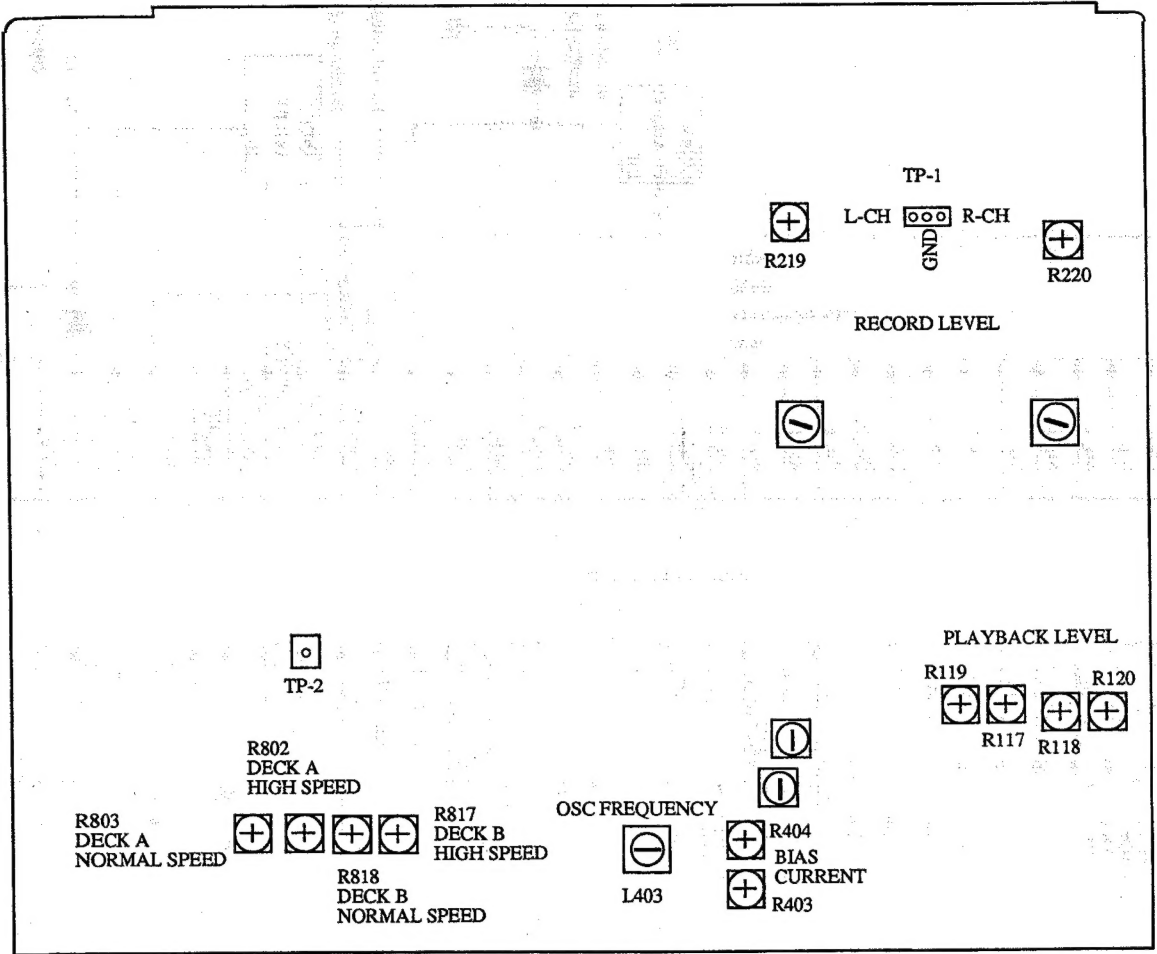 TP-1
L-CH
R-CH
GND
R219
R220
RECORD LEVEL
TP-2
PLAYBACK LEVEL
R119
R120
R117
R118
R802
DECK A
HIGH SPEED
R803
DECK A
NORMAL SPEED
R817
DECK B
HIGH SPEED
R818
DECK B
NORMAL SPEED
OSC FREQUENCY
L403
R404
BIAS
CURRENT
R403